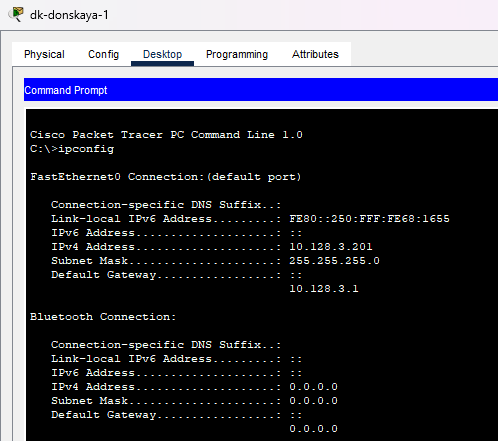 dk-donskaya-1
Physical Config Desktop Programming Attributes
Command Prompt
Cisco Packet Tracer PC Command Line 1.0
C:\>ipconfig
FastEthernet0 Connection:(default port)
Connection-specific DNS Suffix..:
Link-local IPv6 Address.........: FE80::250:FFF:FE68:1655
IPv6 Address....................: ::
IPv4 Address....................: 10.128.3.201
Subnet Mask.....................: 255.255.255.0
Default Gateway.................: ::
10.128.3.1
Bluetooth Connection:
Connection-specific DNS Suffix..:
Link-local IPv6 Address.........: ::
IPv6 Address....................: ::
IPv4 Address....................: 0.0.0.0
Subnet Mask.....................: 0.0.0.0
Default Gateway.................: ::
0.0.0.0